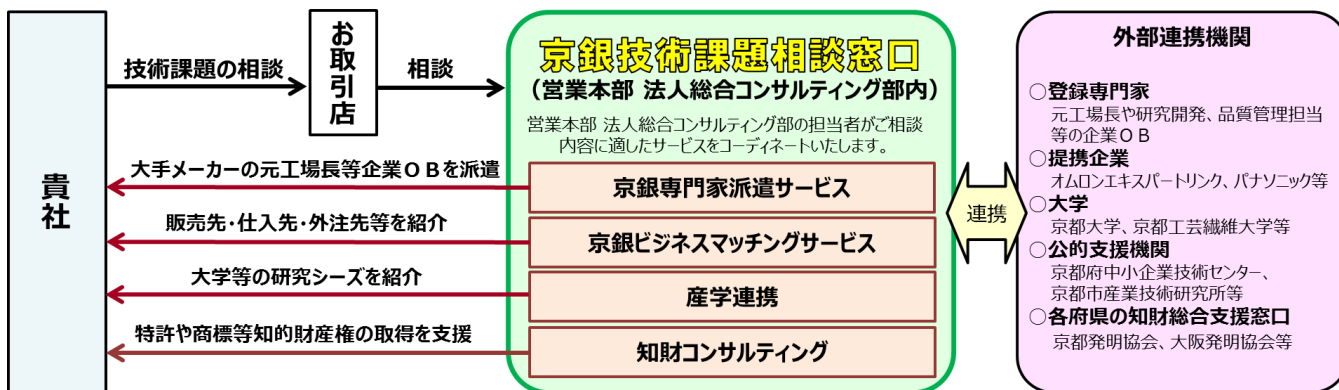 貴社
技術課題の相談
お取引店
相談
京銀技術課題相談窓口
(営業本部 法人総合コンサルティング部内)
営業本部 法人総合コンサルティング部の担当者がご相談
内容に適したサービスをコーディネートいたします。
大手メーカーの元工場長等企業OBを派遣
京銀専門家派遣サービス
販売先・仕入先・外注先等を紹介
京銀ビジネスマッチングサービス
大学等の研究シーズを紹介
産学連携
特許や商標等知的財産権の取得を支援
知財コンサルティング
連携
外部連携機関
○登録専門家
元工場長や研究開発、品質管理担当
等の企業OB
○提携企業
オムロンエキスパートリンク、パナソニック等
○大学
京都大学、京都工芸繊維大学等
○公的支援機関
京都府中小企業技術センター、
京都市産業技術研究所等
○各府県の知財総合支援窓口
京都発明協会、大阪発明協会等